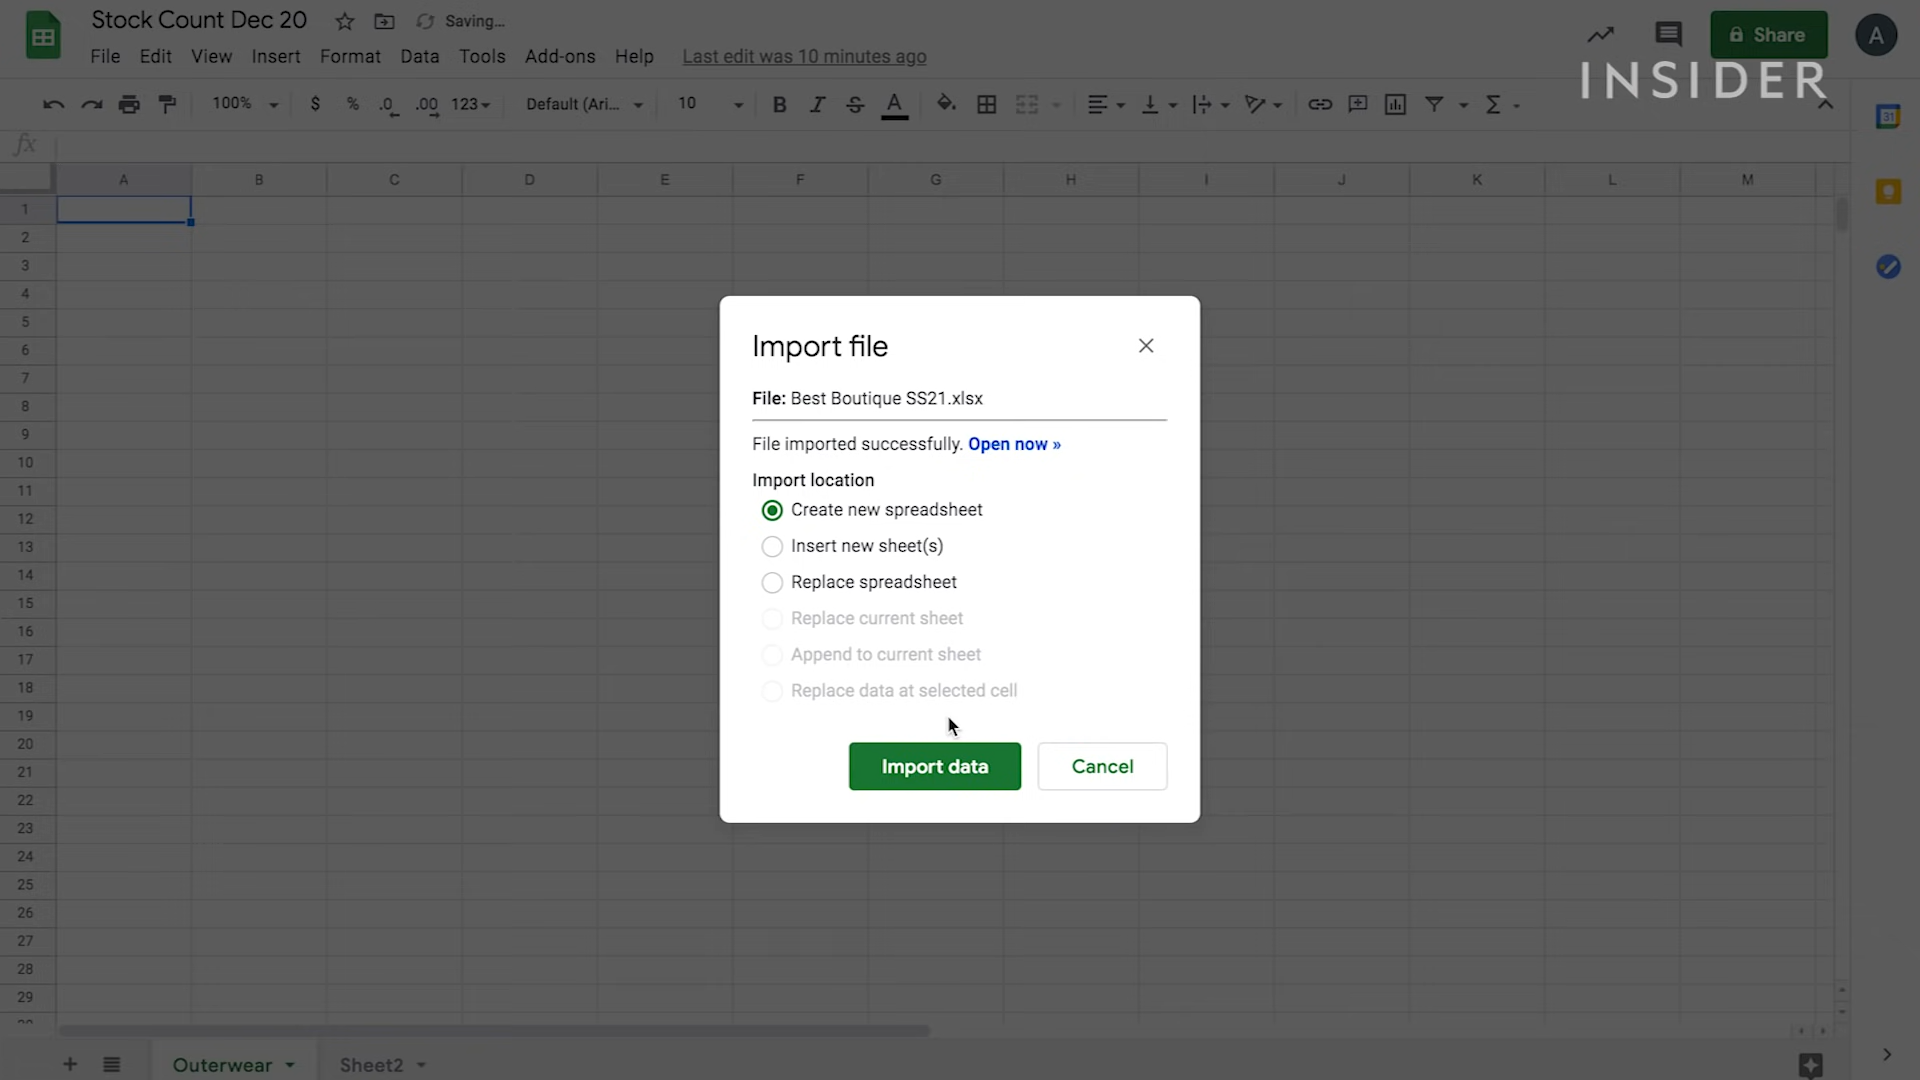 Stock Count Dec 20 Saving...
File Edit View Insert Format Data Tools Add-ons Help Last edit was 10 minutes ago
Share A
INSIDER
100% $ % .0 .00 123 Default (Ari... 10 B I S A Σ
31
fx
A B C D E F G H I J K L M
1
2
3
4
5
6
7
8
9
10
11
12
13
14
15
16
17
18
19
20
21
22
23
24
25
26
27
28
29
Import file
File: Best Boutique SS21.xlsx
File imported successfully. Open now »
Import location
Create new spreadsheet
Insert new sheet(s)
Replace spreadsheet
Replace current sheet
Append to current sheet
Replace data at selected cell
Import data Cancel
Outerwear Sheet2